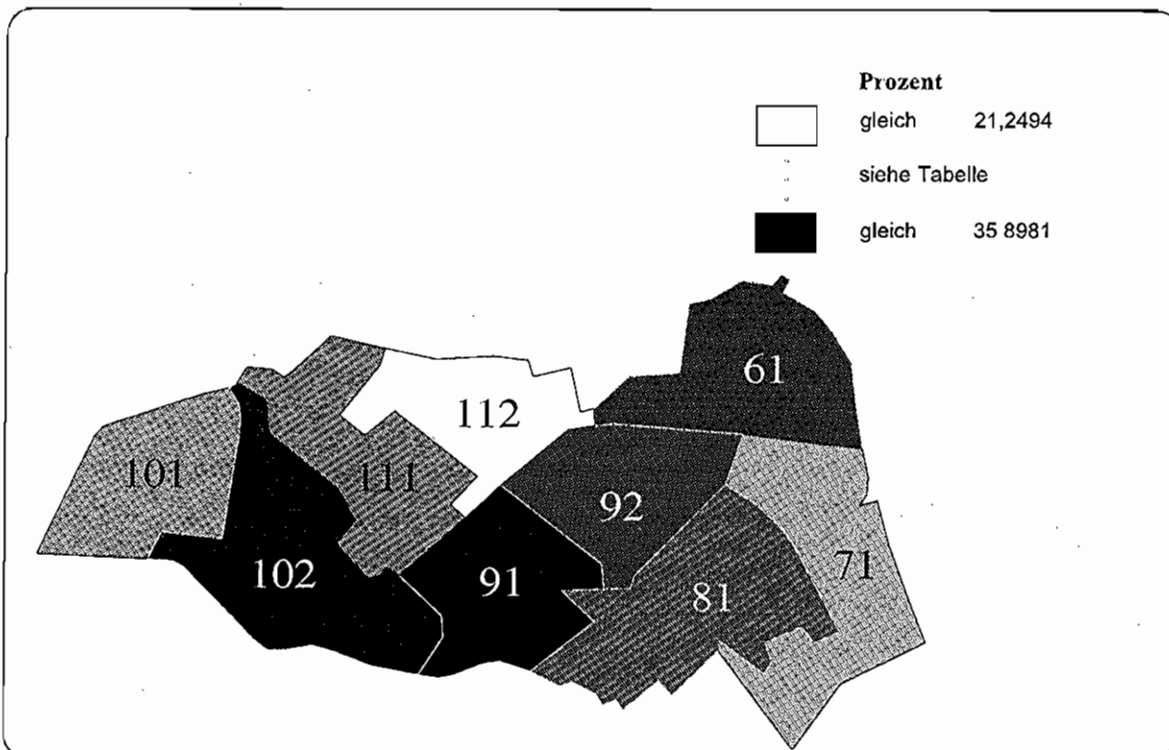 Prozent
gleich 21,2494
siehe Tabelle
gleich 35 8981
61
112
101
111
92
71
102
91
81